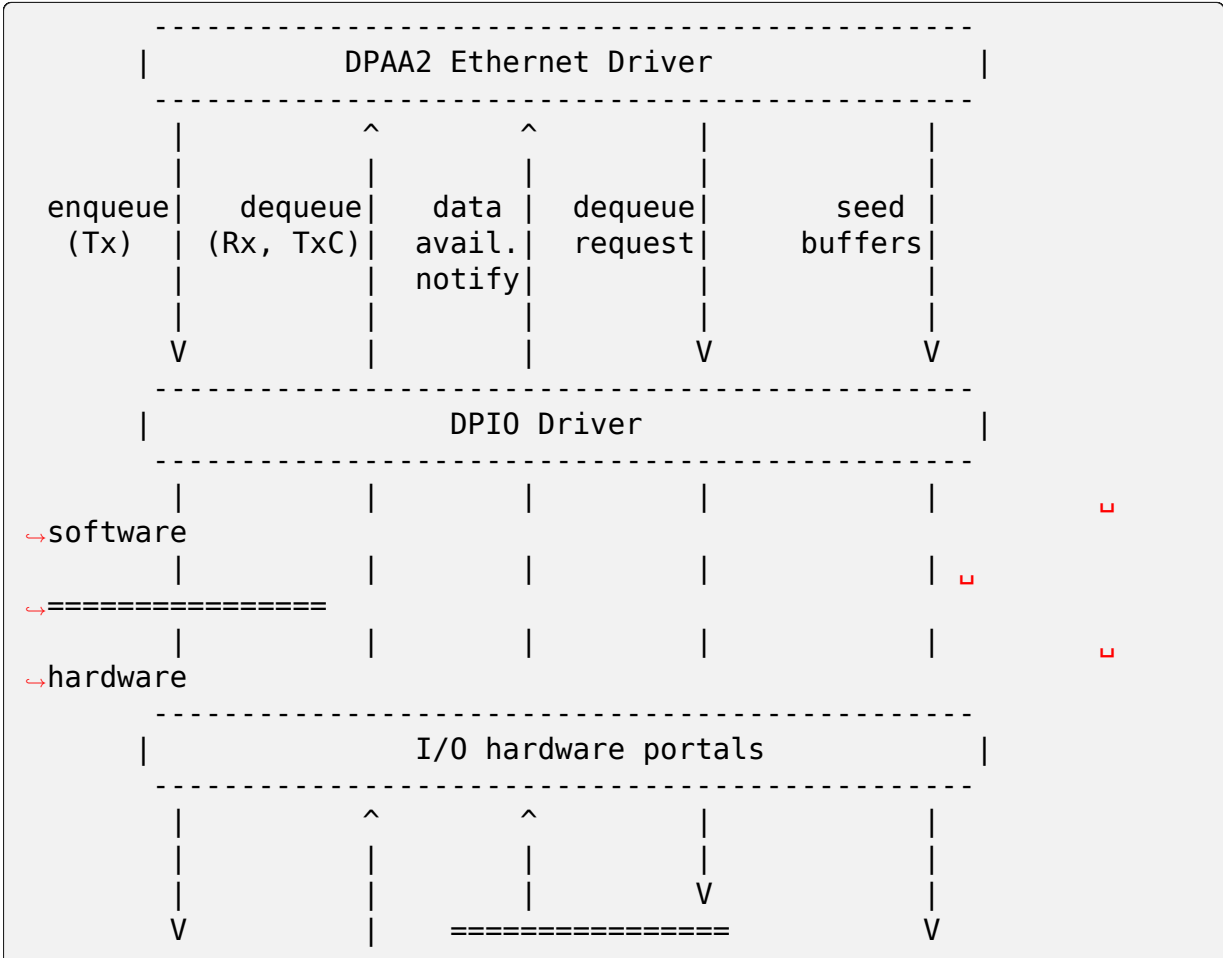 -----------------------------------------------
|           DPAA2 Ethernet Driver               |
-----------------------------------------------
|          ^        ^         |            |
|          |        |         |            |
enqueue|   dequeue|   data |  dequeue|       seed |
(Tx)  | (Rx, TxC)|  avail.|  request|     buffers|
|          |  notify|         |            |
|          |        |         |            |
V          |        |         V            V
-----------------------------------------------
|                 DPIO Driver                   |
-----------------------------------------------
|          |        |         |            |         ␣
↪software
|          |        |         |            | ␣
↪================
|          |        |         |            |         ␣
↪hardware
-----------------------------------------------
|               I/O hardware portals            |
-----------------------------------------------
|          ^        ^         |            |
|          |        |         |            |
|          |        |         V            |
V          |    ================           V